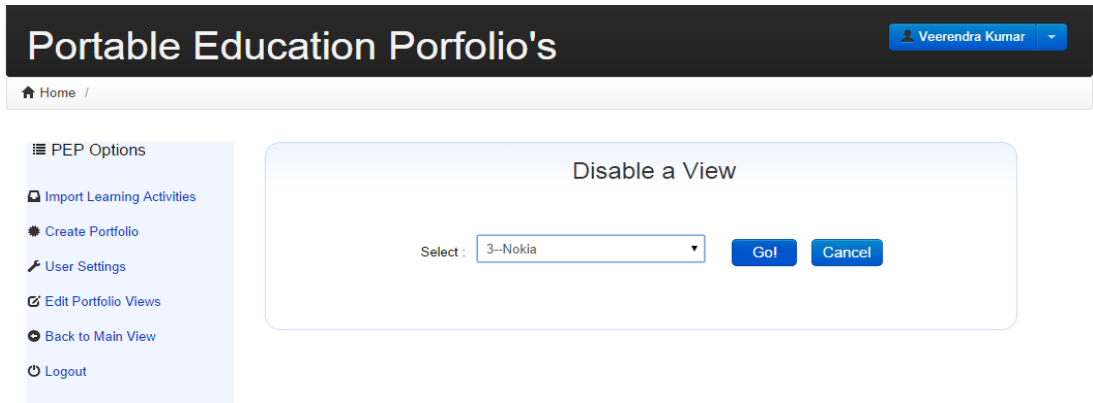 Portable Education Porfolio's
Veerendra Kumar
Home /
PEP Options
Import Learning Activities
Create Portfolio
User Settings
Edit Portfolio Views
Back to Main View
Logout
Disable a View
Select : 3--Nokia Go! Cancel